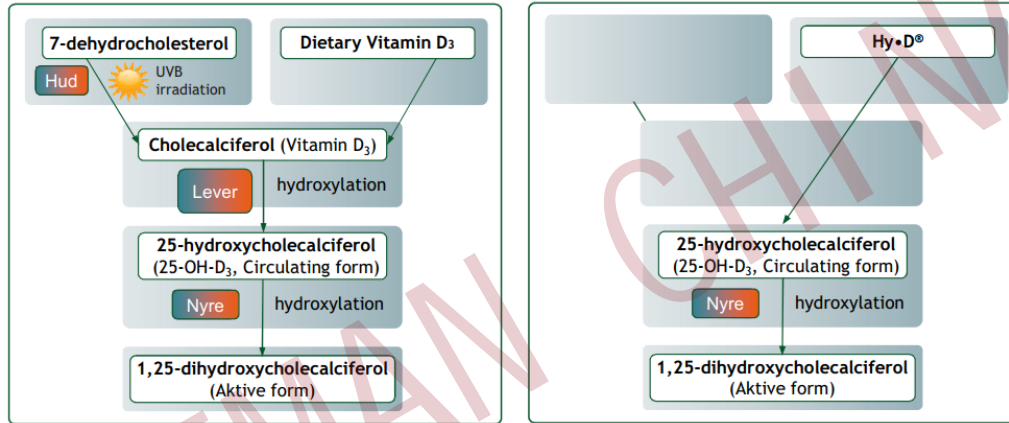 7-dehydrocholesterol
Dietary Vitamin D3
Hud
UVB
irradiation
Cholecalciferol (Vitamin D3)
Lever
hydroxylation
25-hydroxycholecalciferol
(25-OH-D3, Circulating form)
Nyre
hydroxylation
1,25-dihydroxycholecalciferol
(Aktive form)
Hy•D®
25-hydroxycholecalciferol
(25-OH-D3, Circulating form)
Nyre
hydroxylation
1,25-dihydroxycholecalciferol
(Aktive form)
MAN CHIN